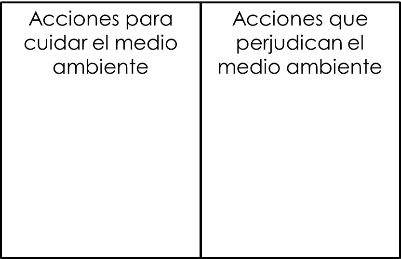 Acciones para
cuidar el medio
ambiente
Acciones que
perjudican el
medio ambiente